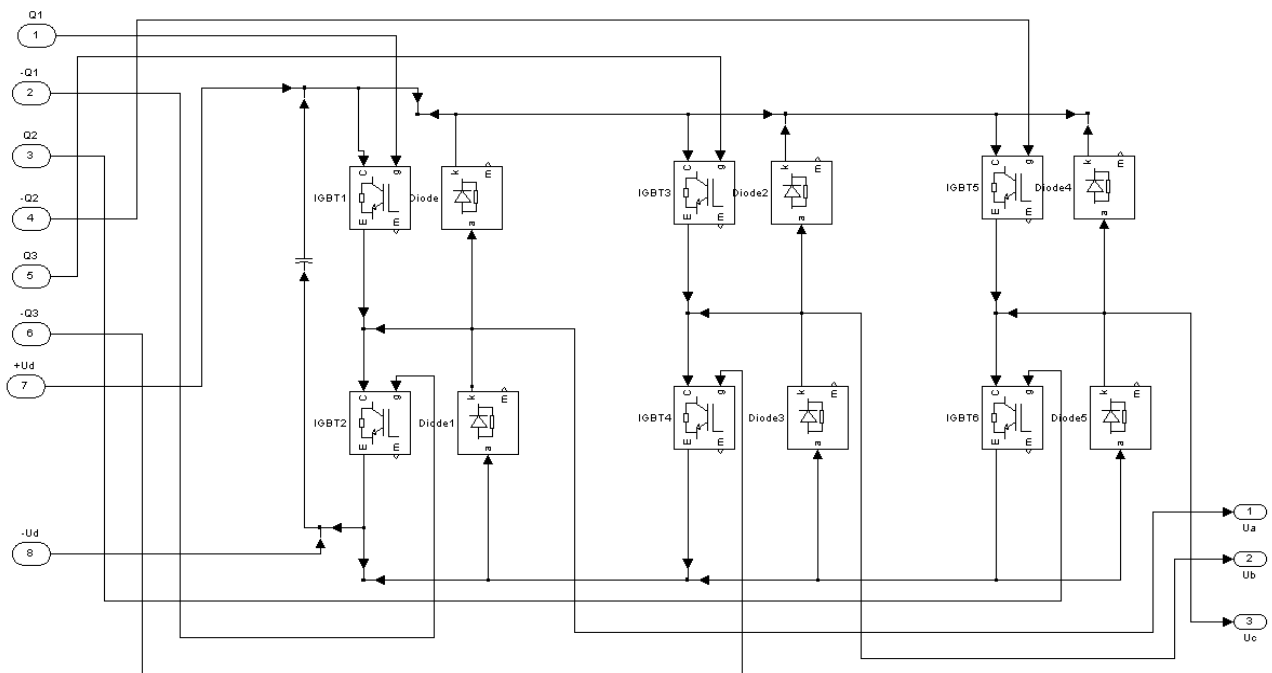 Q1
1
-Q1
2
Q2
3
-Q2
4
Q3
5
-Q3
6
+Ud
7
-Ud
8
C g
IGBT1
E m
k m
Diode
a
C g
IGBT3
E m
k m
Diode2
a
C g
IGBT5
E m
k m
Diode4
a
C g
IGBT2
E m
k m
Diode1
a
C g
IGBT4
E m
k m
Diode3
a
C g
IGBT6
E m
k m
Diode5
a
1
Ua
2
Ub
3
Uc